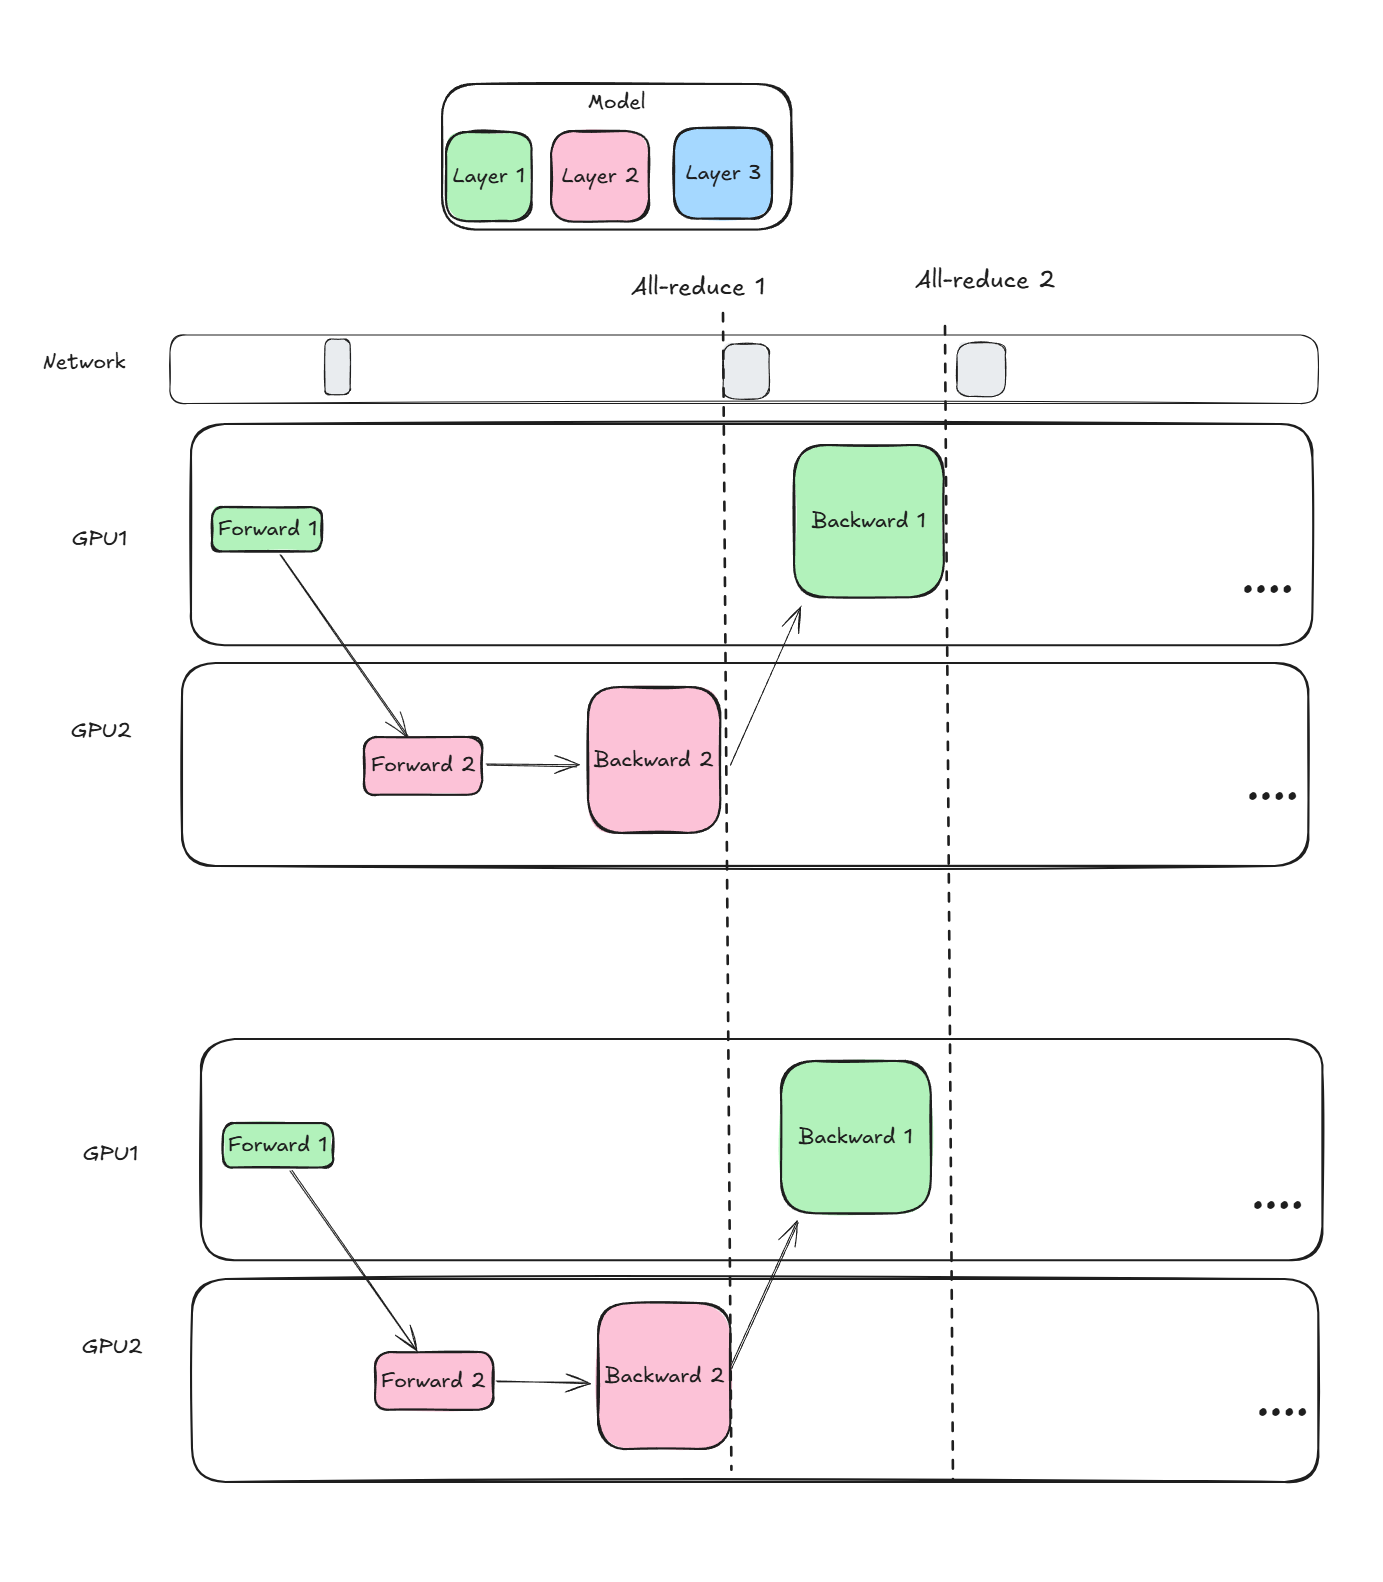 Model
Layer 1
Layer 2
Layer 3
All-reduce 1
All-reduce 2
Network
GPU1
Forward 1
Backward 1
....
GPU2
Forward 2
Backward 2
....
GPU1
Forward 1
Backward 1
....
GPU2
Forward 2
Backward 2
....